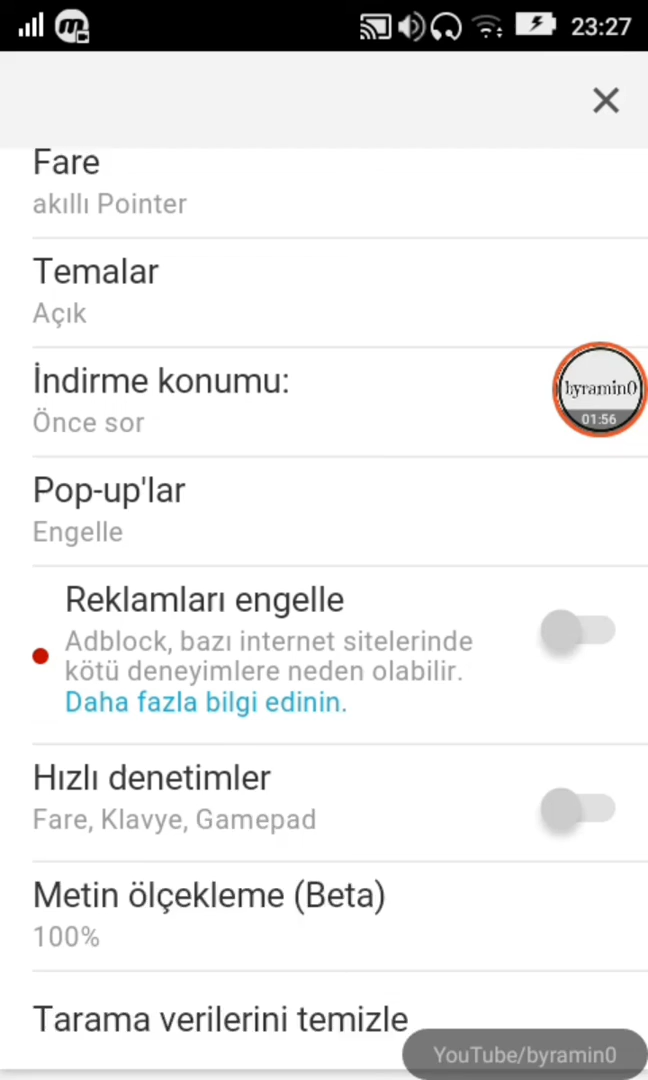 23:27
Fare
akıllı Pointer
Temalar
Açık
İndirme konumu:
Önce sor
byramin0
01:56
Pop-up'lar
Engelle
Reklamları engelle
Adblock, bazı internet sitelerinde
kötü deneyimlere neden olabilir.
Daha fazla bilgi edinin.
Hızlı denetimler
Fare, Klavye, Gamepad
Metin ölçekleme (Beta)
100%
Tarama verilerini temizle
YouTube/byramin0